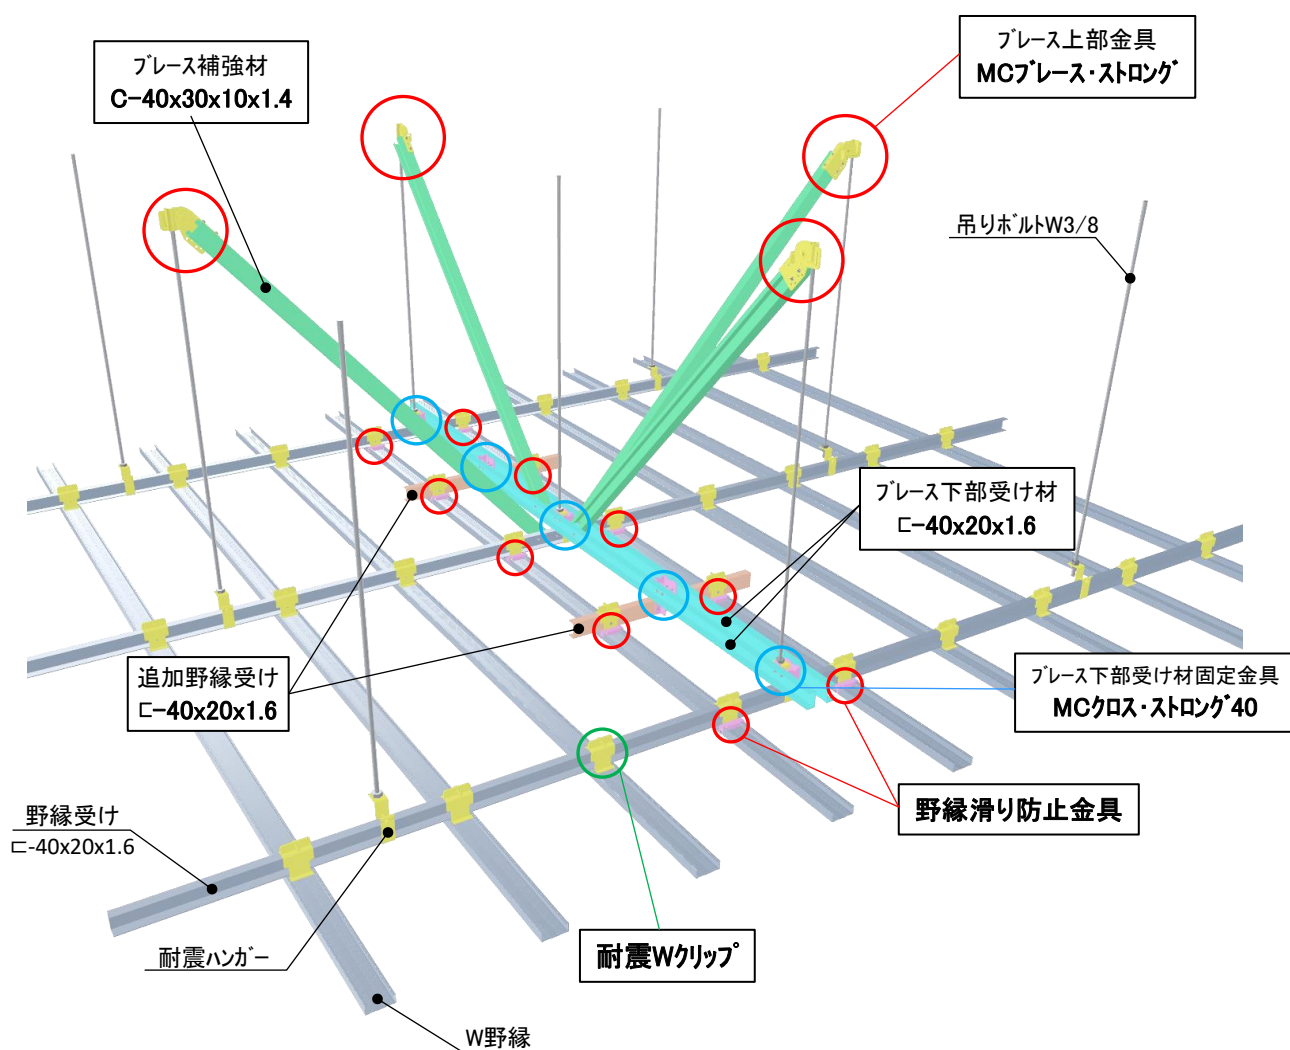 ブレース上部金具
MCブレース・ストロング
ブレース補強材
C-40x30x10x1.4
吊りボルトW3/8
ブレース下部受け材
⊏-40x20x1.6
追加野縁受け
⊏-40x20x1.6
ブレース下部受け材固定金具
MCクロス・ストロング40
野縁滑り防止金具
野縁受け
⊏-40x20x1.6
耐震Wクリップ
耐震ハンガー
W野縁